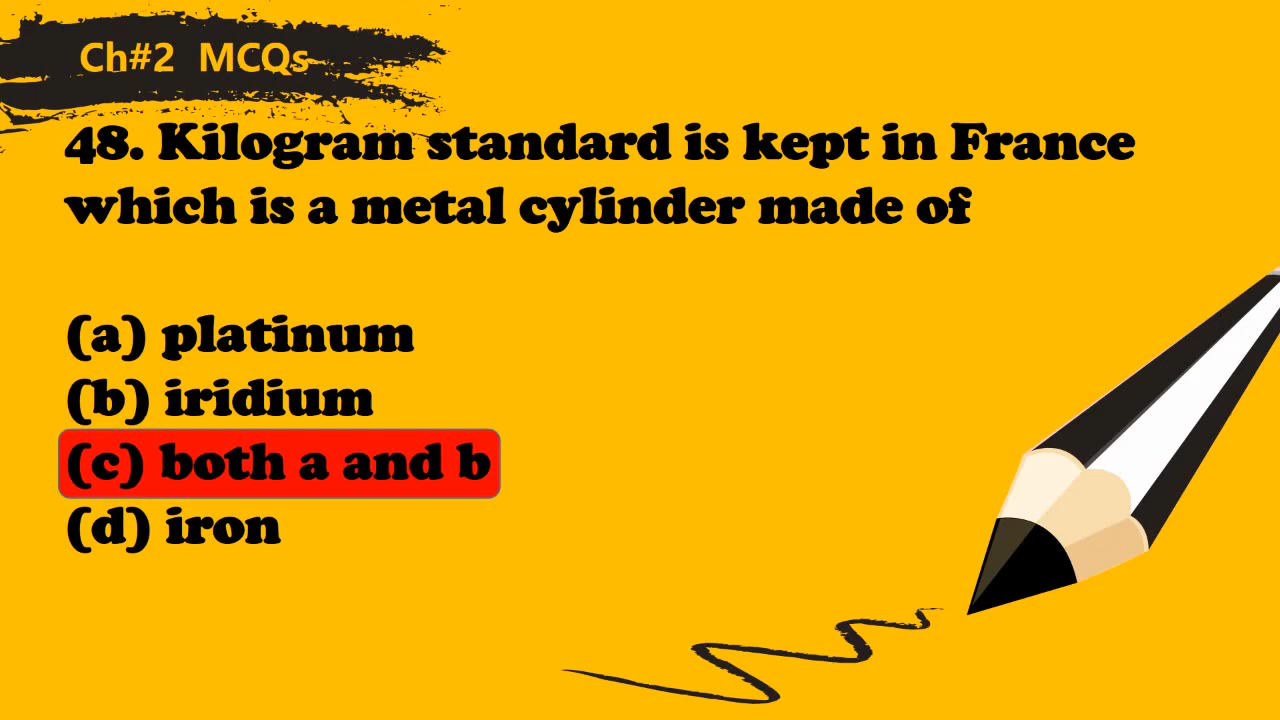 Ch#2 MCQs
48. Kilogram standard is kept in France
which is a metal cylinder made of
(a) platinum
(b) iridium
(c) both a and b
(d) iron